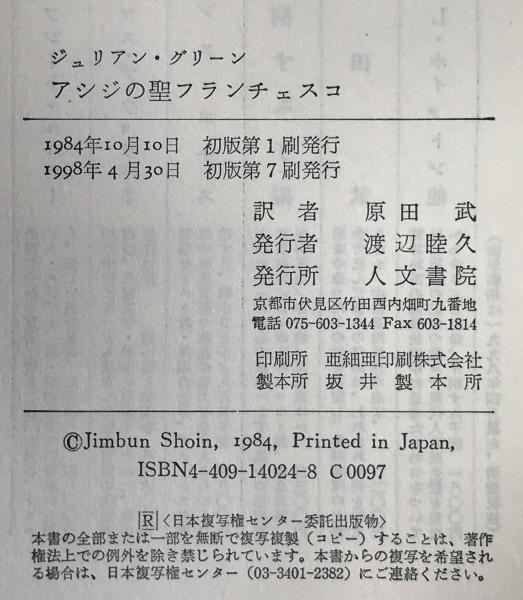 ジュリアン・グリーン
アシジの聖フランチェスコ
1984年10月10日 初版第1刷発行
1998年4月30日 初版第7刷発行
訳者 原田武
発行者 渡辺睦久
発行所 人文書院
京都市伏見区竹田西内畑町九番地
電話 075-603-1344 Fax 603-1814
印刷所 亜細亜印刷株式会社
製本所 坂井製本所
©Jimbun Shoin, 1984, Printed in Japan,
ISBN4-409-14024-8 C0097
R〈日本複写権センター委託出版物〉
本書の全部または一部を無断で複写複製(コピー)することは、著作
権法上での例外を除き禁じられています。本書からの複写を希望され
る場合は、日本複写権センター(03-3401-2382)にご連絡ください。